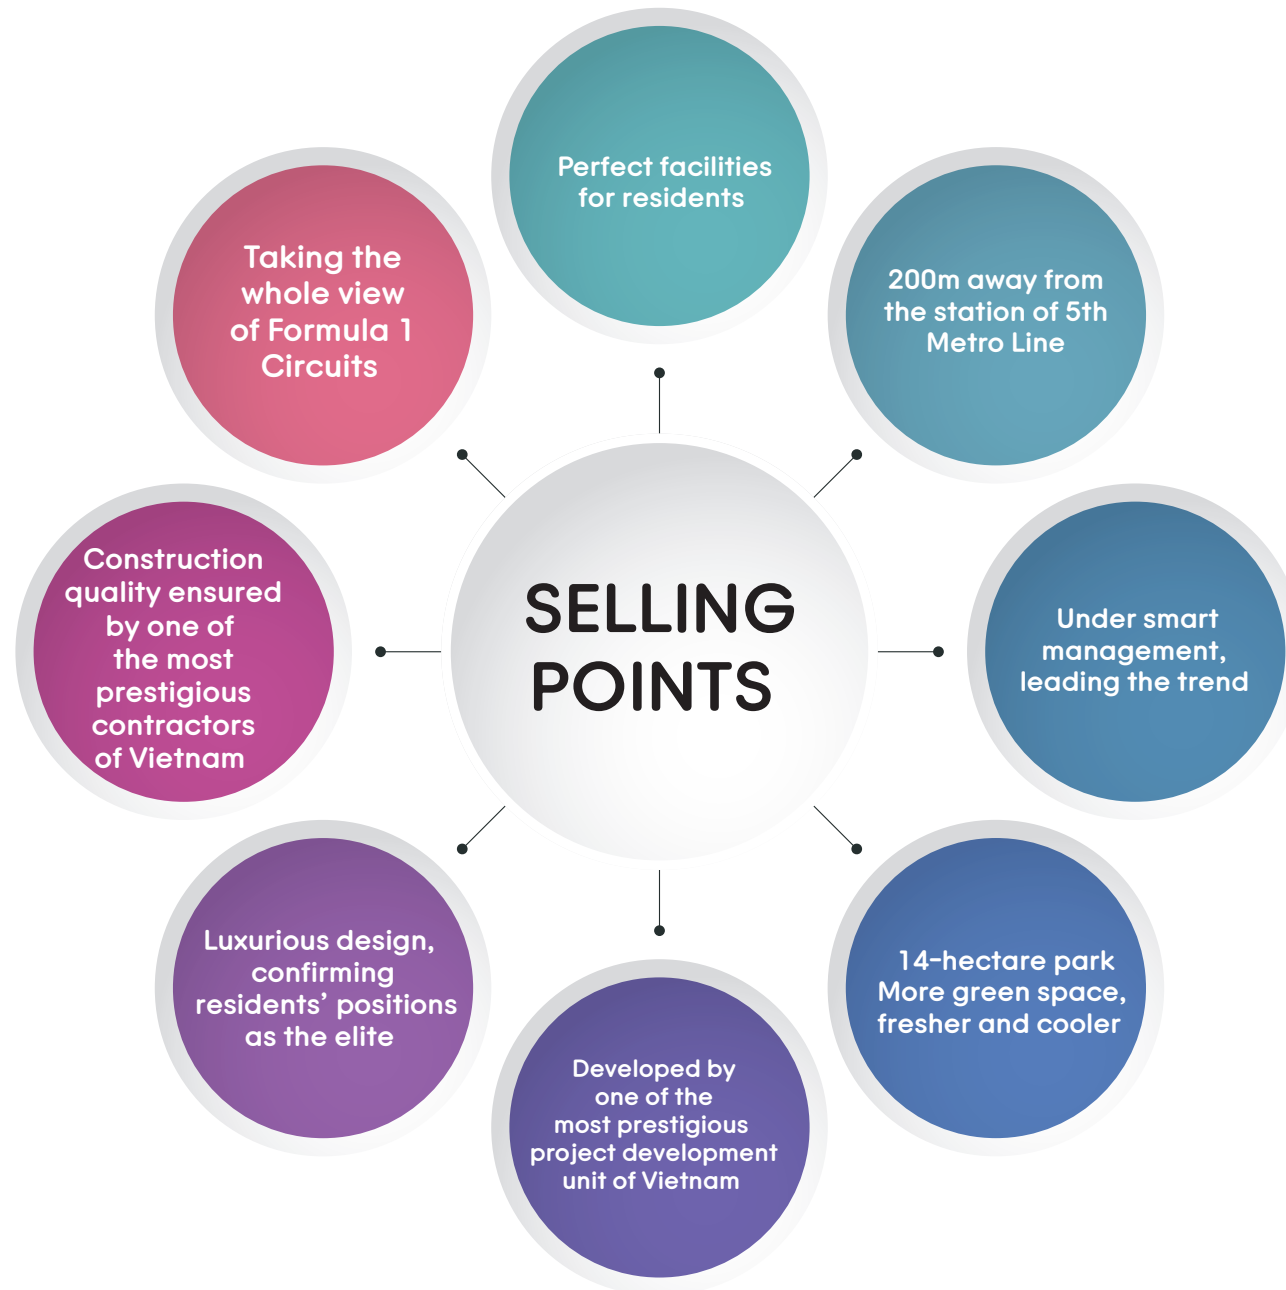 SELLING
POINTS
Perfect facilities
for residents
200m away from
the station of 5th
Metro Line
Under smart
management,
leading the trend
14-hectare park
More green space,
fresher and cooler
Developed by
one of the
most prestigious
project development
unit of Vietnam
Luxurious design,
confirming
residents’ positions
as the elite
Construction
quality ensured
by one of
the most
prestigious
contractors
of Vietnam
Taking the
whole view
of Formula 1
Circuits